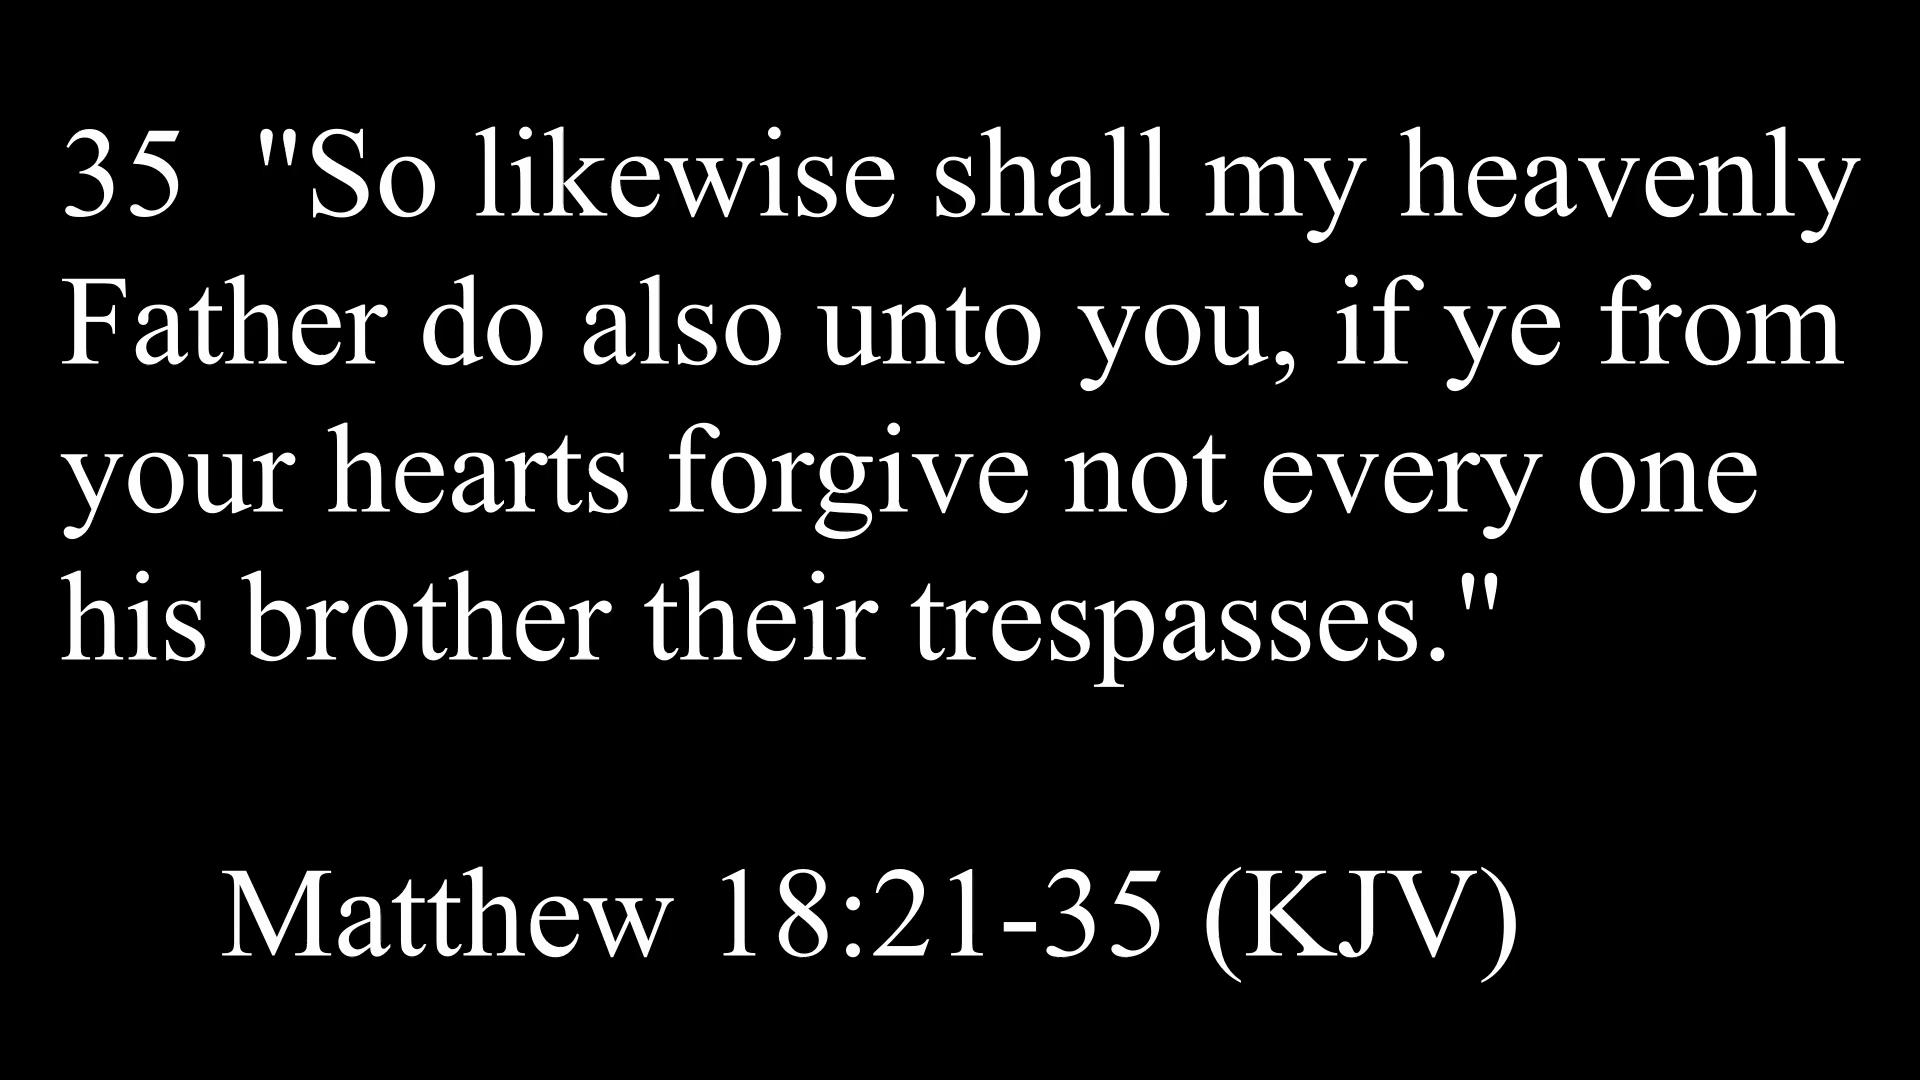 35  "So likewise shall my heavenly
Father do also unto you, if ye from
your hearts forgive not every one
his brother their trespasses."
Matthew 18:21-35 (KJV)